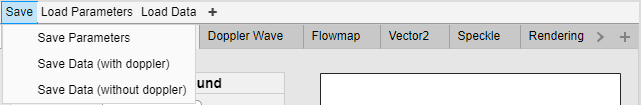 Save Load Parameters Load Data +
Save Parameters
Doppler Wave Flowmap Vector2 Speckle Rendering > +
Save Data (with doppler)
Save Data (without doppler)
und